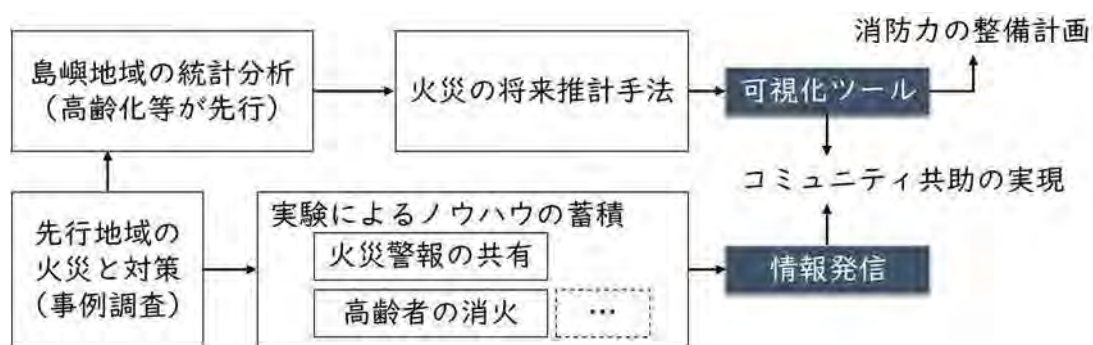 消防力の整備計画
島嶼地域の統計分析
（高齢化等が先行）
火災の将来推計手法
可視化ツール
コミュニティ共助の実現
先行地域の
火災と対策
（事例調査）
実験によるノウハウの蓄積
火災警報の共有
高齢者の消火
…
情報発信